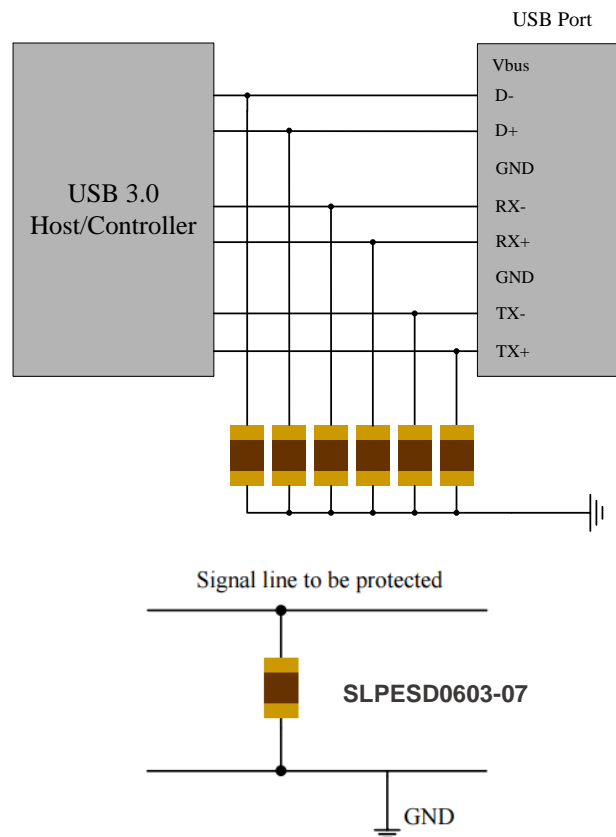 USB Port
Vbus
D-
D+
GND
USB 3.0
Host/Controller
RX-
RX+
GND
TX-
TX+
Signal line to be protected
SLPESD0603-07
GND